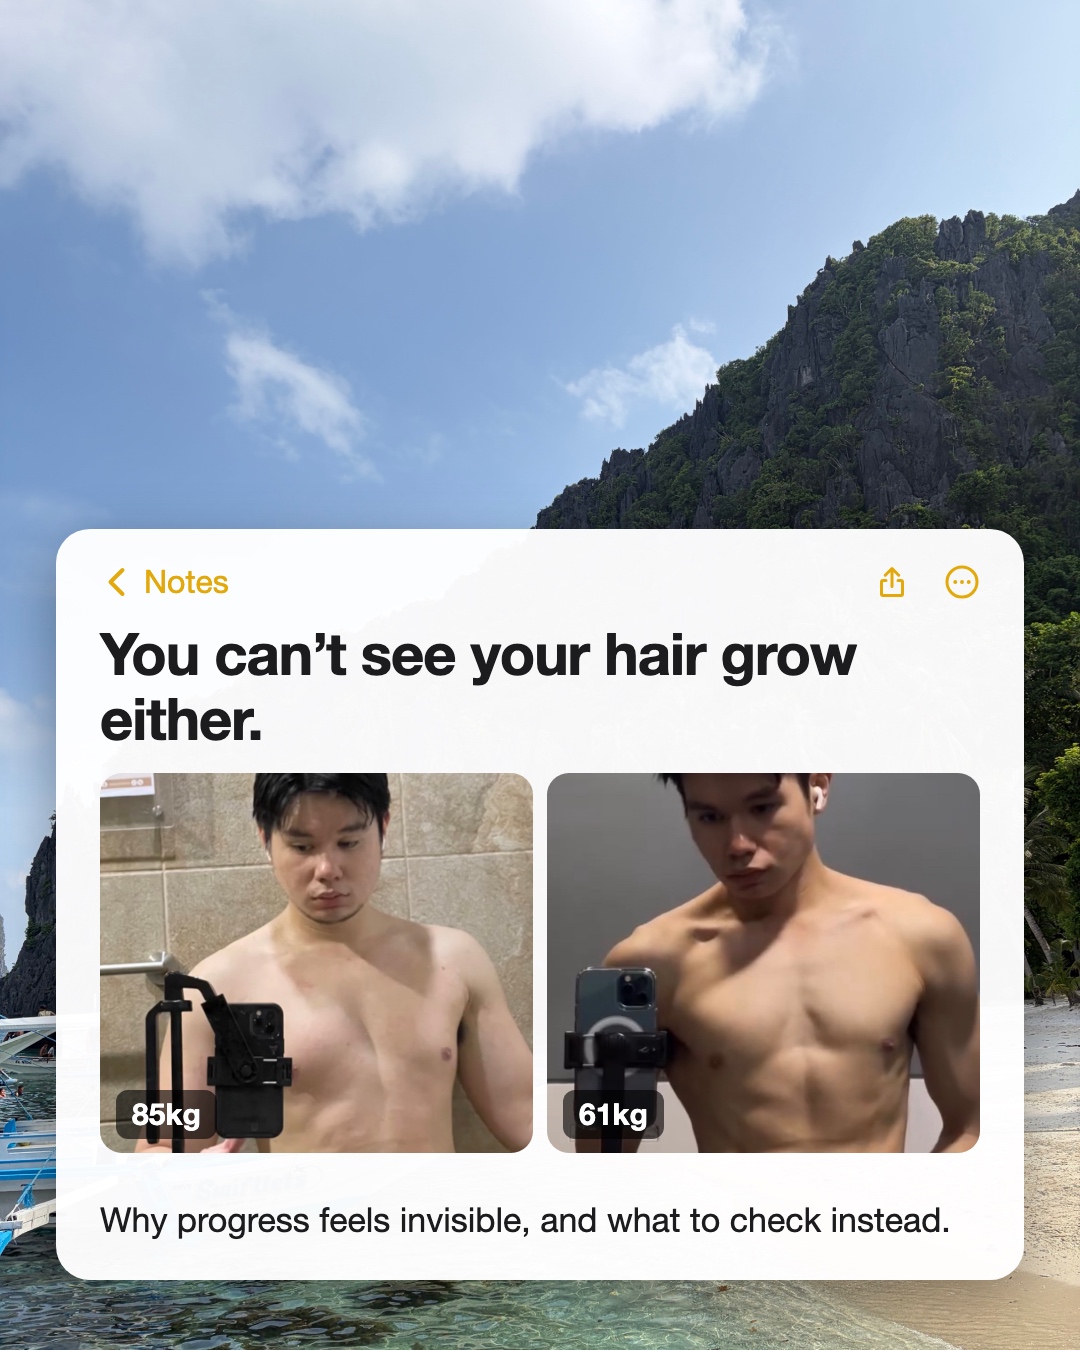 Notes
You can’t see your hair grow
either.
85kg
61kg
Why progress feels invisible, and what to check instead.